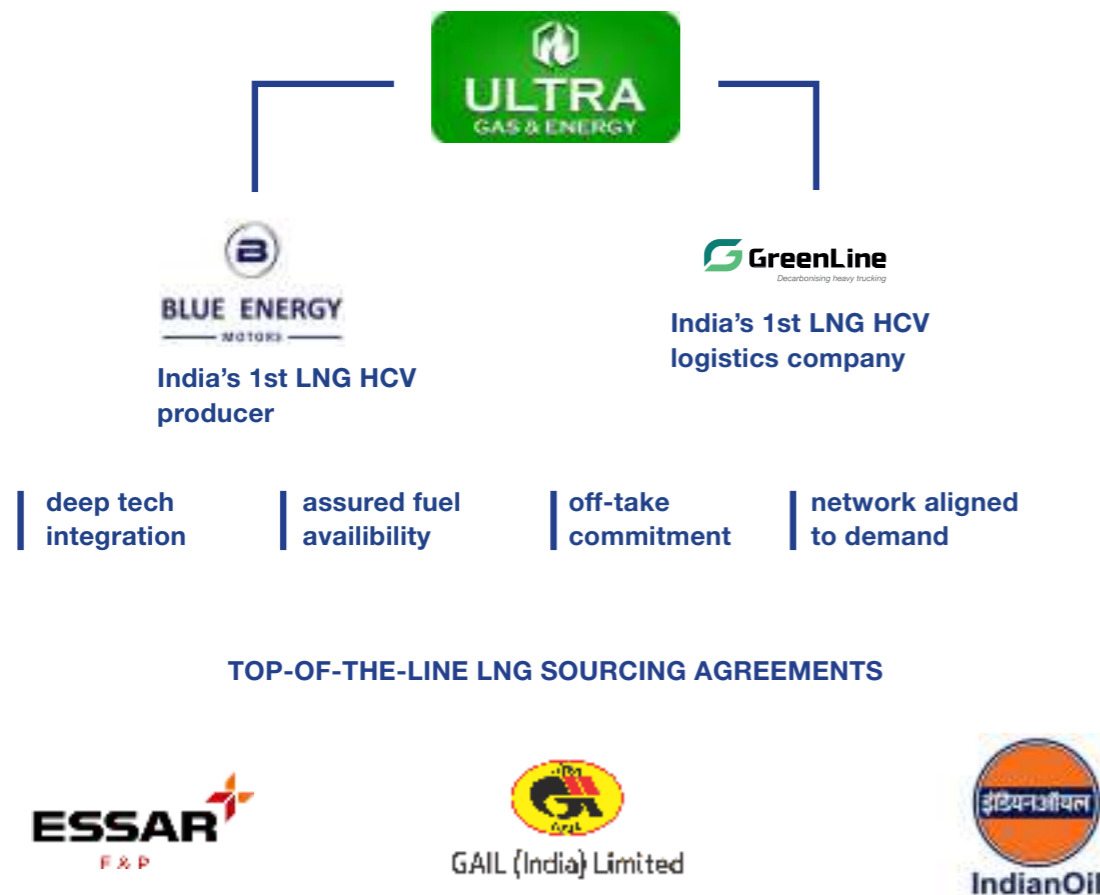 ULTRA
GAS & ENERGY
BLUE ENERGY
MOTORS
GreenLine
Decarbonising heavy trucking
India's 1st LNG HCV
producer
India's 1st LNG HCV
logistics company
deep tech
integration
assured fuel
availibility
off-take
commitment
network aligned
to demand
TOP-OF-THE-LINE LNG SOURCING AGREEMENTS
ESSAR
E & P
GAIL (India) Limited
इंडियनऑयल
IndianOil